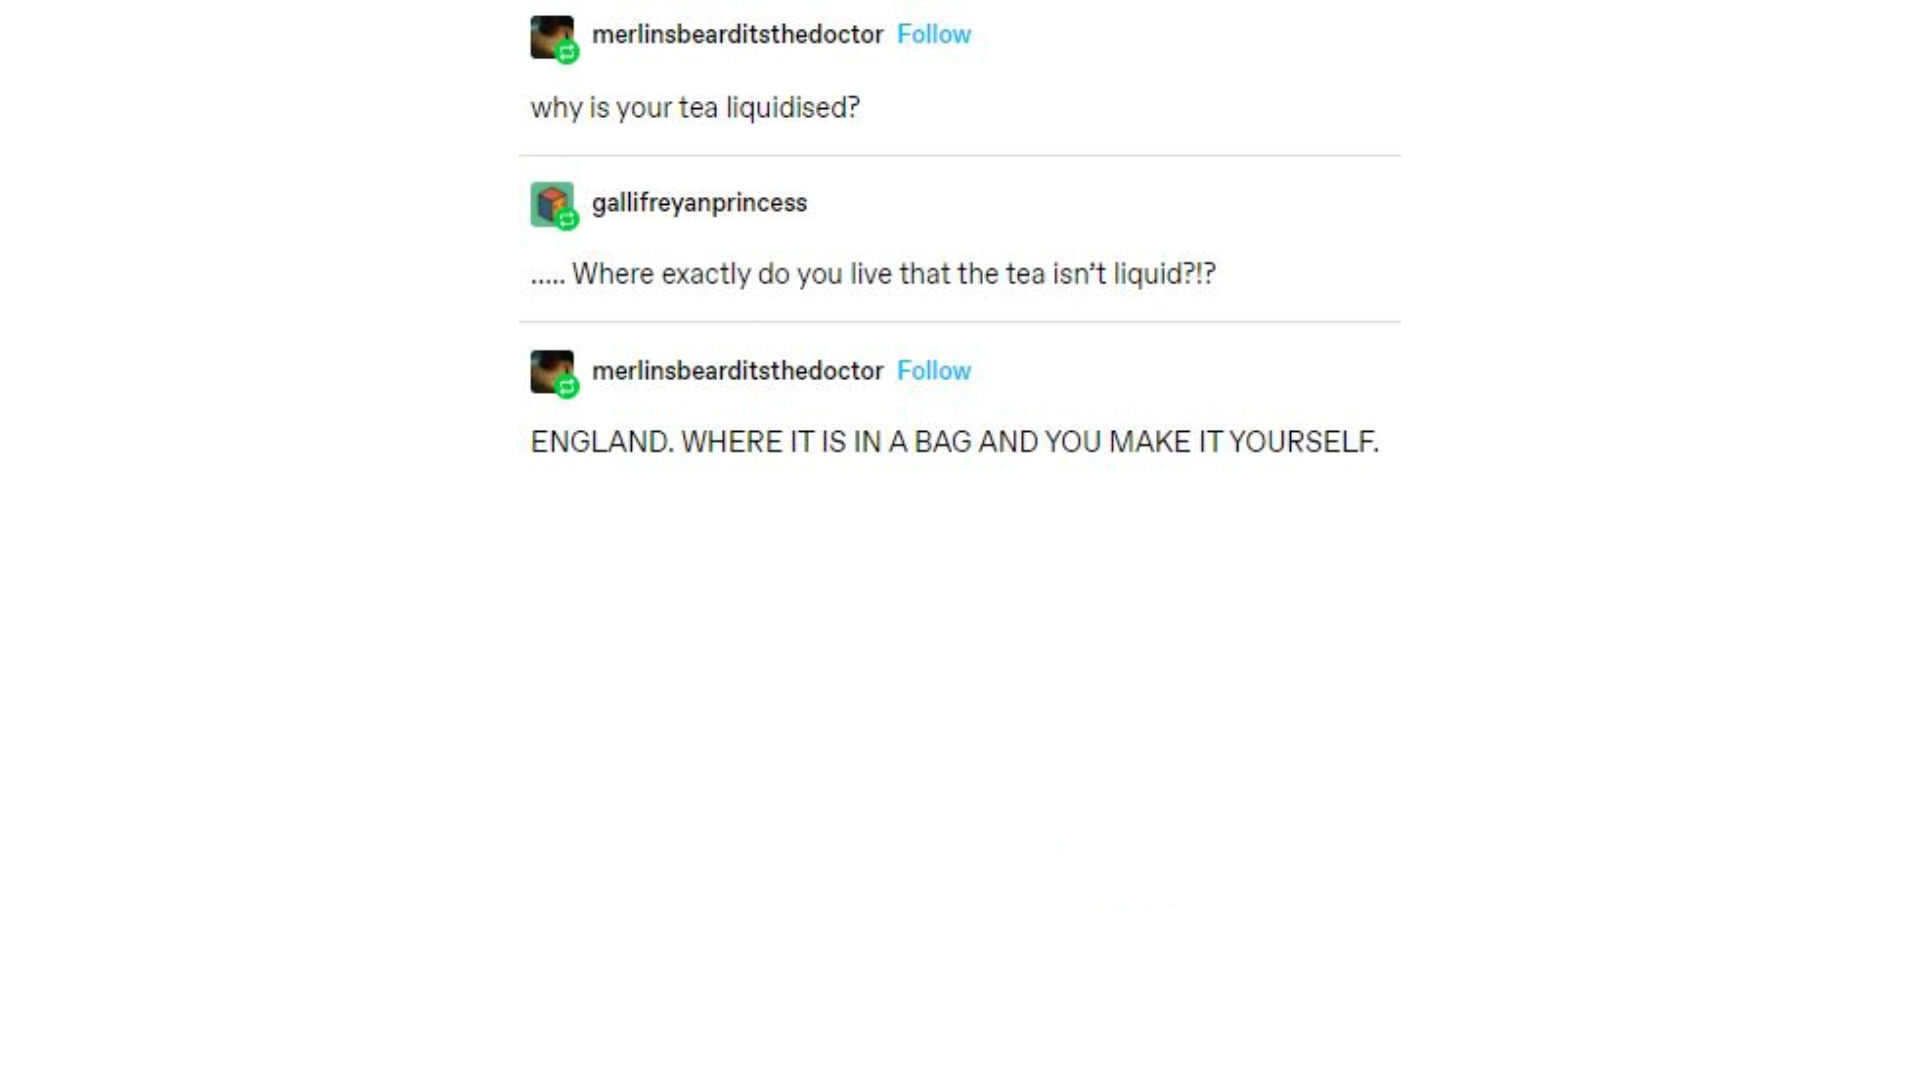 merlinsbearditsthedoctor Follow
why is your tea liquidised?
gallifreyanprincess
..... Where exactly do you live that the tea isn’t liquid?!?
merlinsbearditsthedoctor Follow
ENGLAND. WHERE IT IS IN A BAG AND YOU MAKE IT YOURSELF.